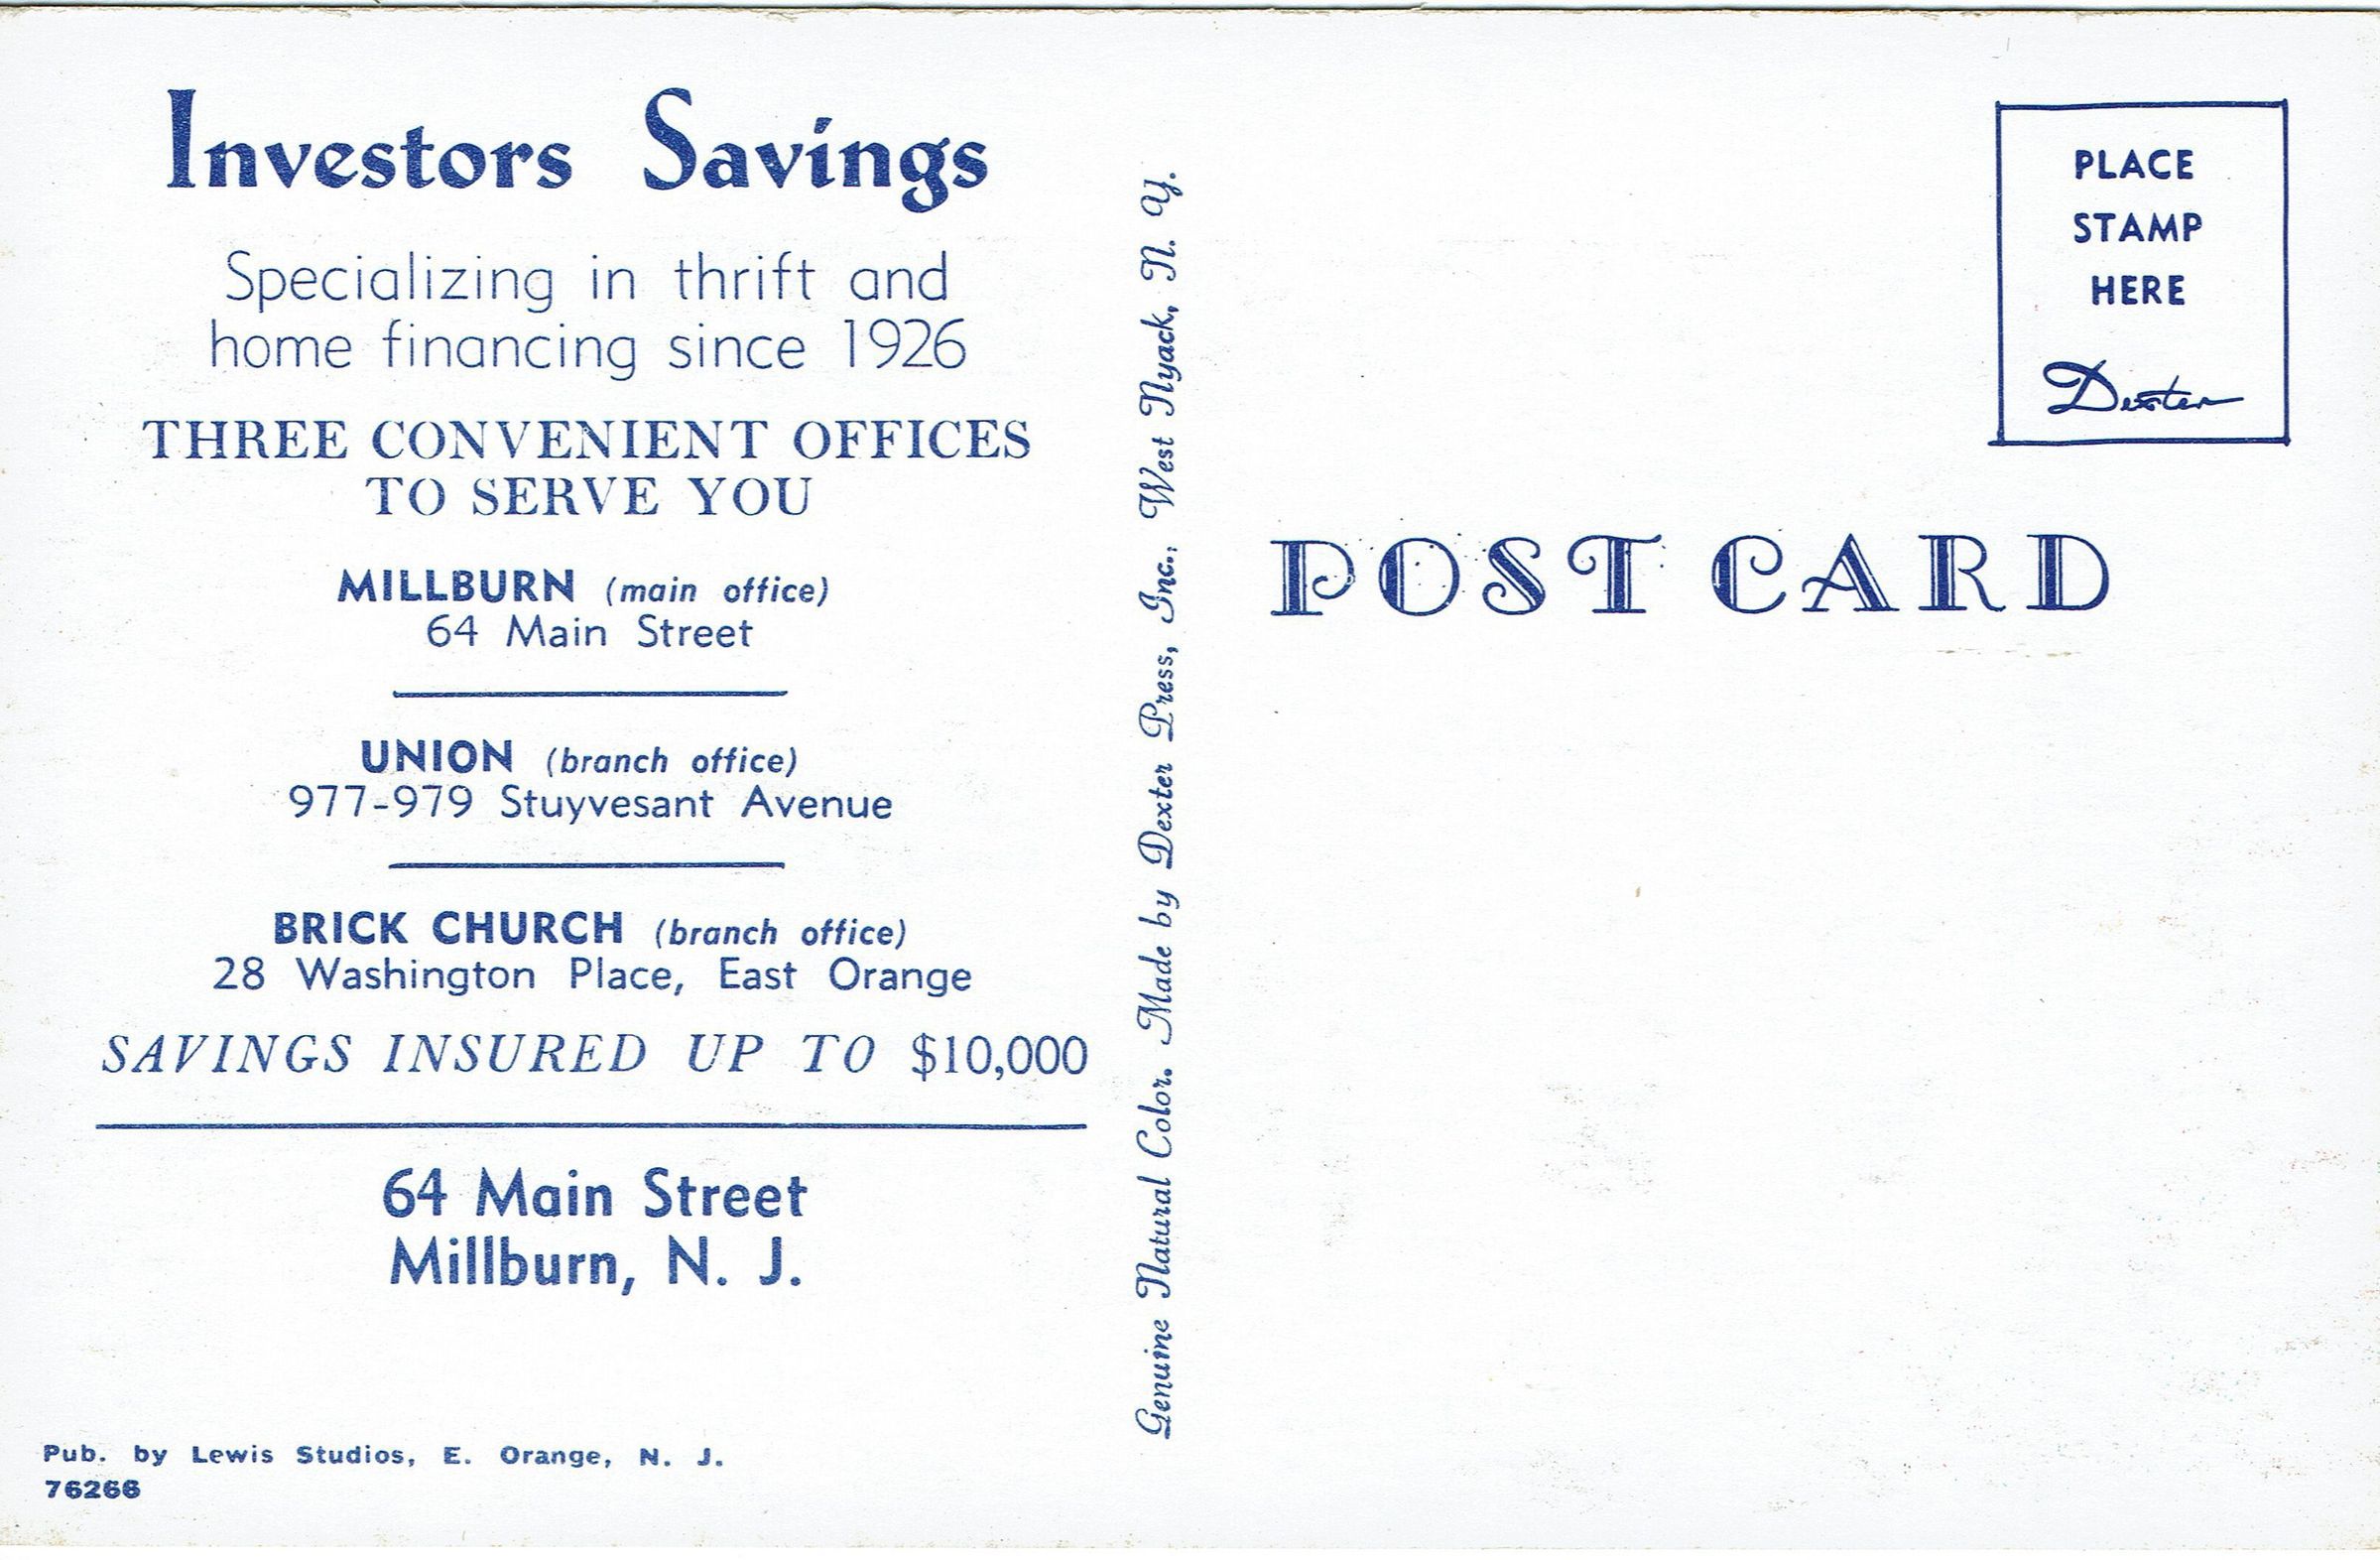 Investors Savings
Specializing in thrift and
home financing since 1926
THREE CONVENIENT OFFICES
TO SERVE YOU
MILLBURN (main office)
64 Main Street
UNION (branch office)
977-979 Stuyvesant Avenue
BRICK CHURCH (branch office)
28 Washington Place, East Orange
SAVINGS INSURED UP TO $10,000
64 Main Street
Millburn, N. J.
Pub. by Lewis Studios, E. Orange, N. J.
76266
Genuine Natural Color. Made by Dexter Press, Inc., West Nyack, N. Y.
PLACE
STAMP
HERE
Dexter
POST CARD